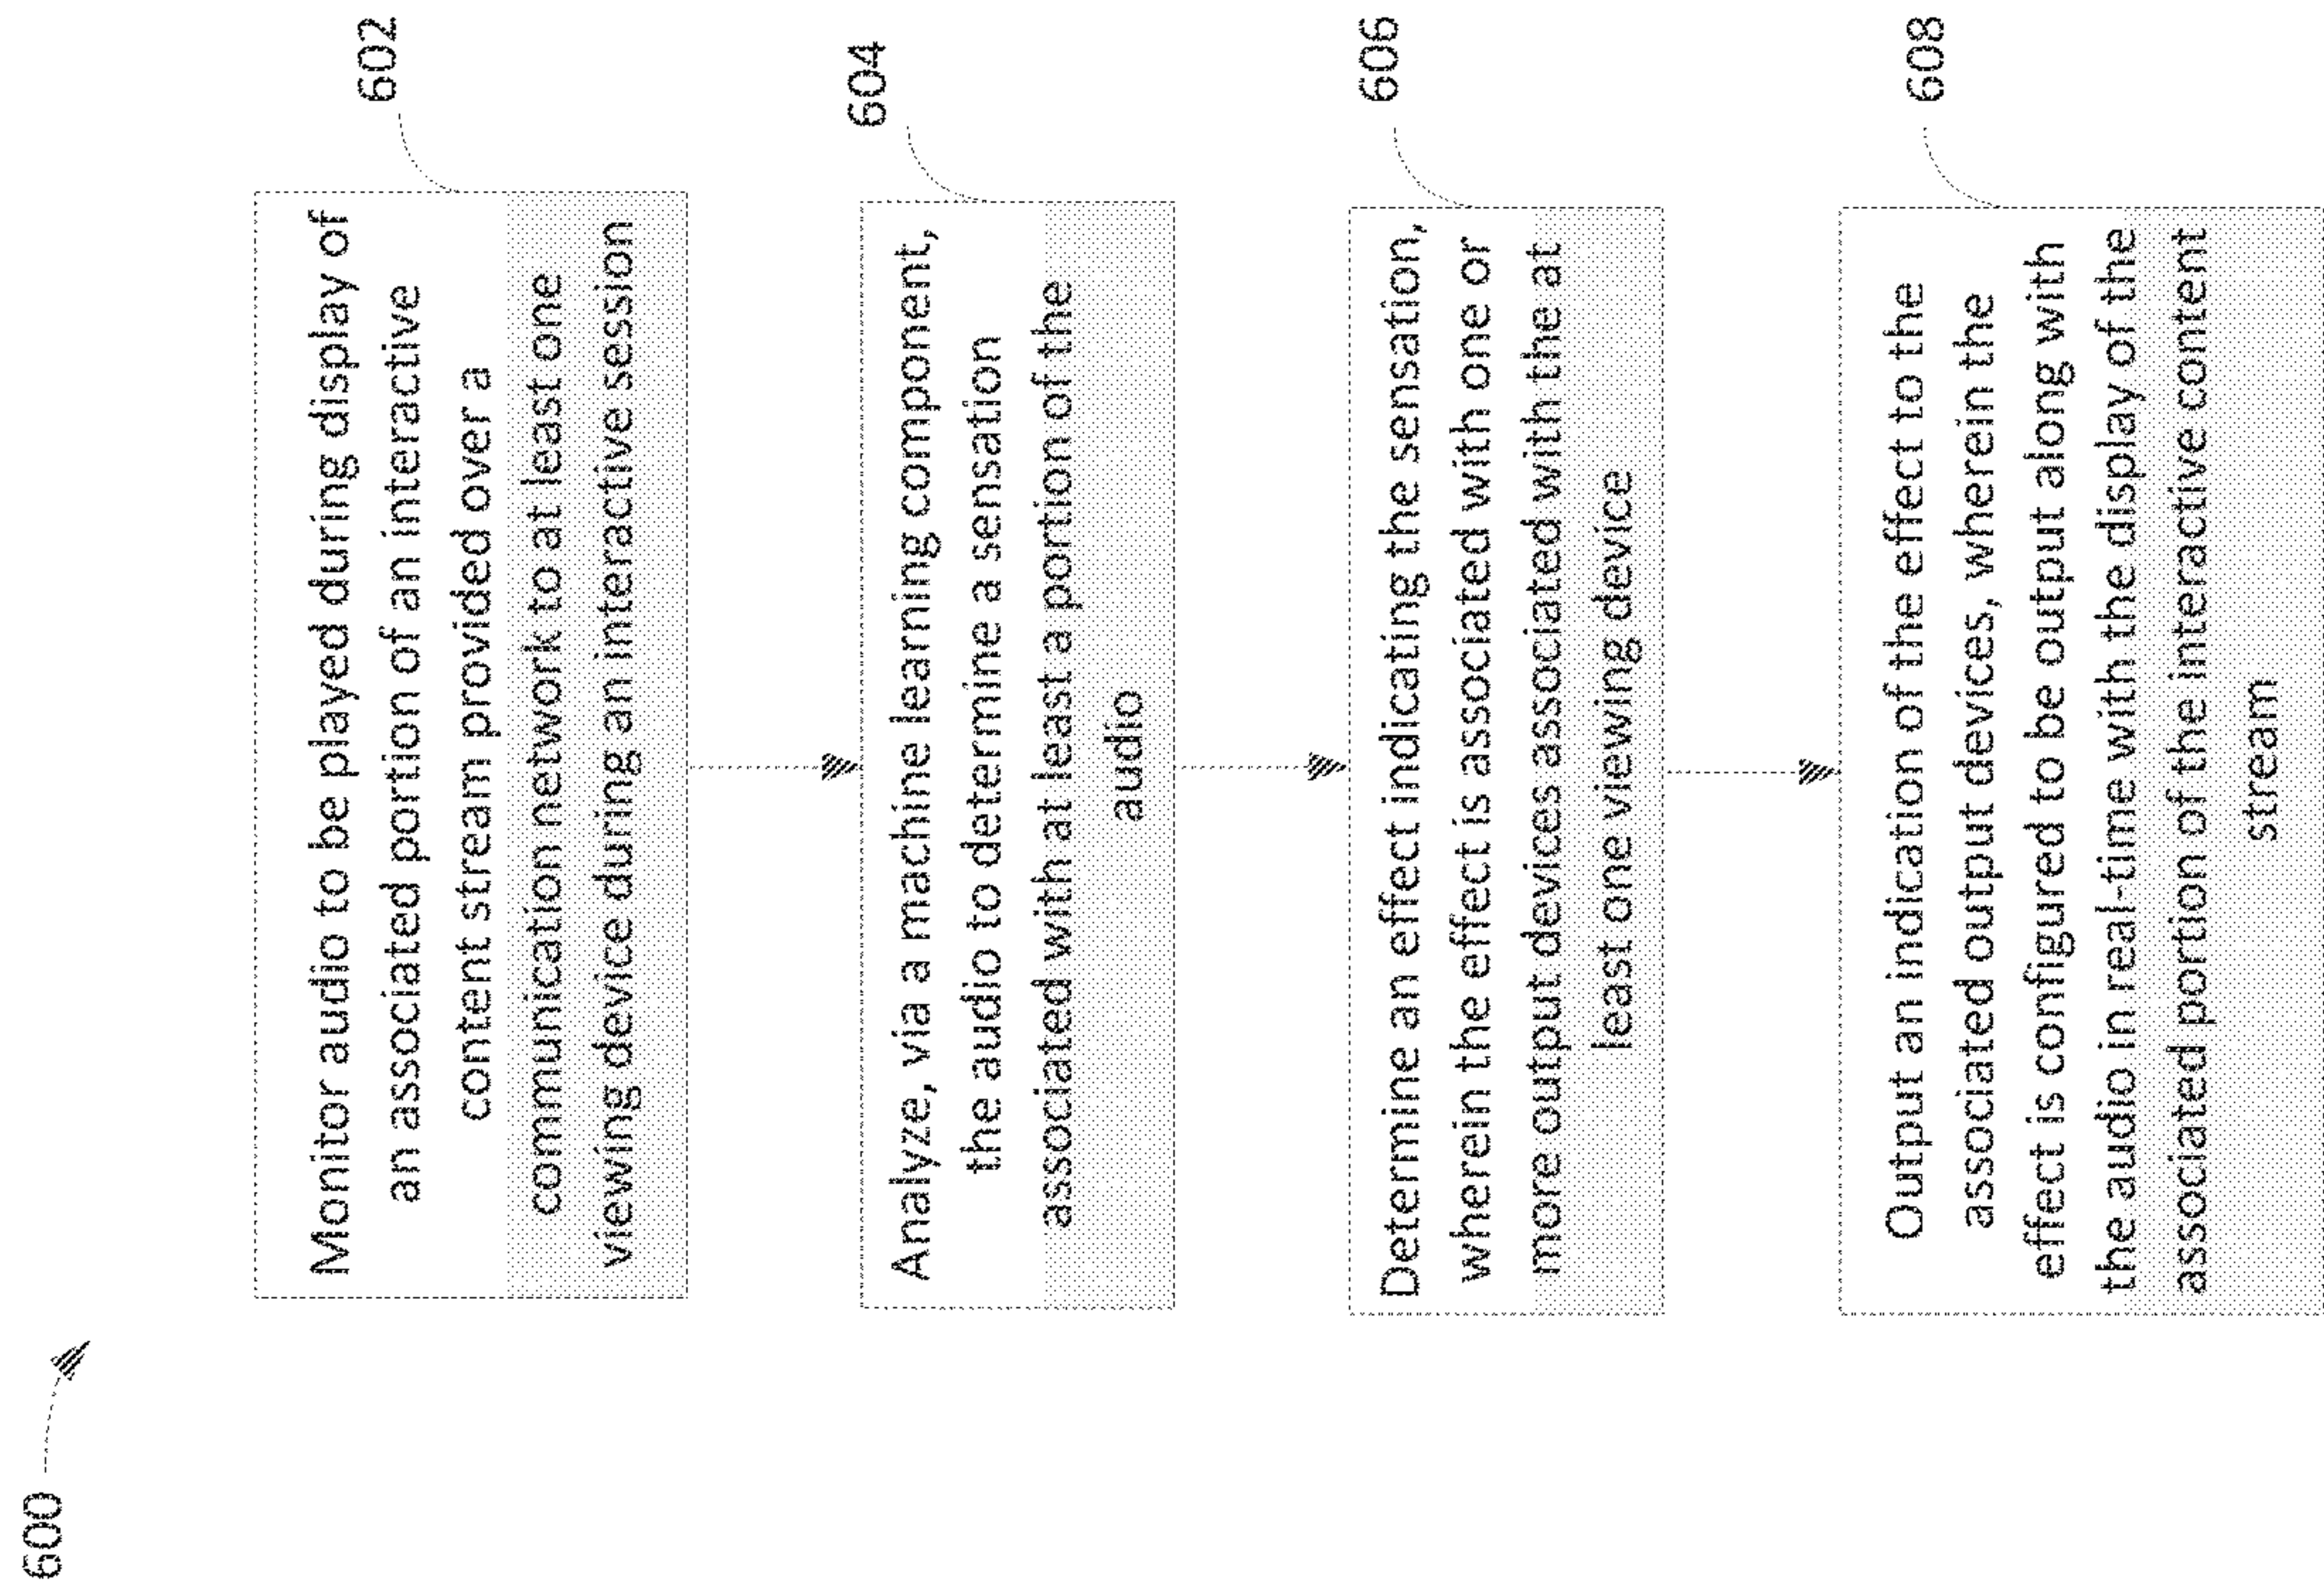 600
602
Monitor audio to be played during display of
an associated portion of an interactive
content stream provided over a
communication network to at least one
viewing device during an interactive session
604
Analyze, via a machine learning component,
the audio to determine a sensation
associated with at least a portion of the
audio
606
Determine an effect indicating the sensation,
wherein the effect is associated with one or
more output devices associated with the at
least one viewing device
608
Output an indication of the effect to the
associated output devices, wherein the
effect is configured to be output along with
the audio in real-time with the display of the
associated portion of the interactive content
stream